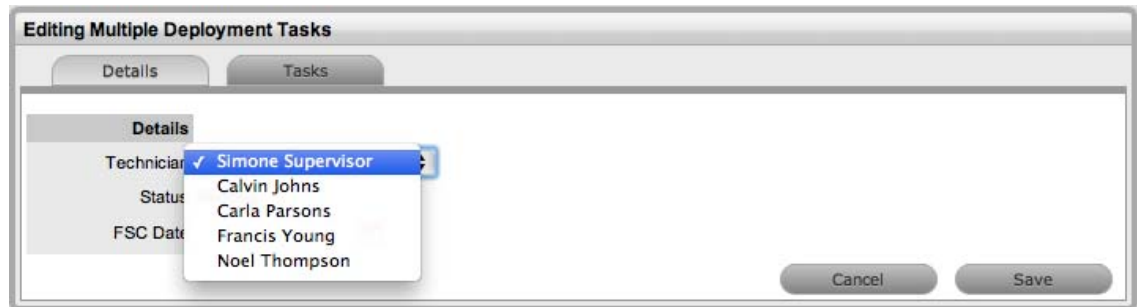 Editing Multiple Deployment Tasks
Details Tasks
Details
Technician ✓ Simone Supervisor
Calvin Johns
Status
Carla Parsons
FSC Date Francis Young
Noel Thompson
Cancel Save